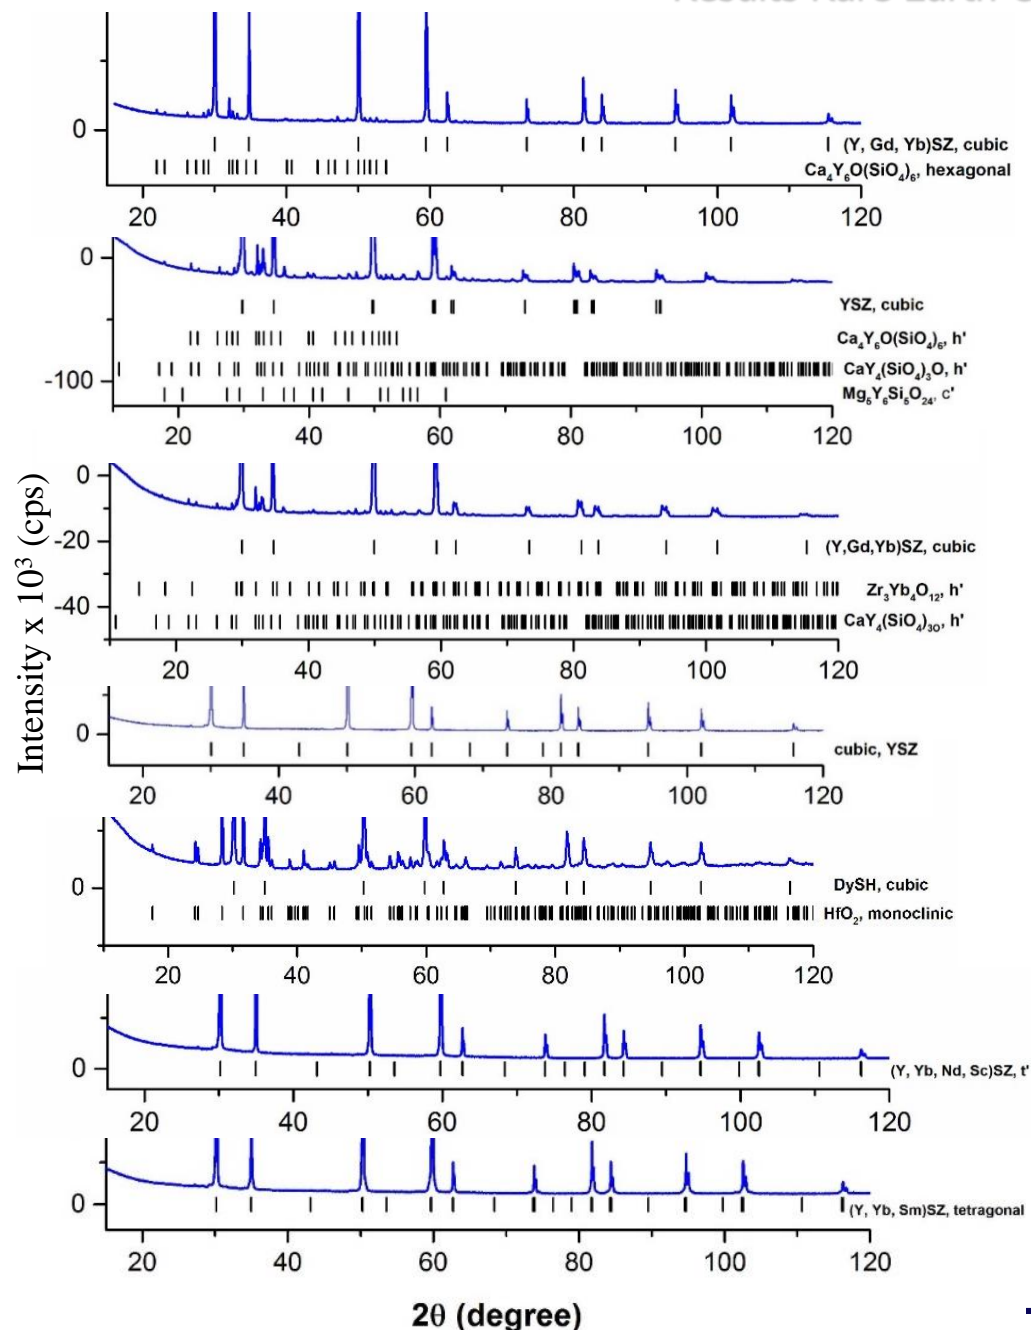 0
(Y, Gd, Yb)SZ, cubic
Ca₄Y₆O(SiO₄)₆, hexagonal
20 40 60 80 100 120
0
YSZ, cubic
Ca₄Y₆O(SiO₄)₆, h'
CaY₄(SiO₄)₃O, h'
-100
Mg₅Y₆Si₅O₂₄, c'
20 40 60 80 100 120
Intensity x 10³ (cps)
0
-20
(Y,Gd,Yb)SZ, cubic
Zr₃Yb₄O₁₂, h'
-40
CaY₄(SiO₄)₃₀, h'
20 40 60 80 100 120
0
cubic, YSZ
20 40 60 80 100 120
0
DySH, cubic
HfO₂, monoclinic
20 40 60 80 100 120
0
(Y, Yb, Nd, Sc)SZ, t'
20 40 60 80 100 120
0
(Y, Yb, Sm)SZ, tetragonal
20 40 60 80 100 120
2θ (degree)